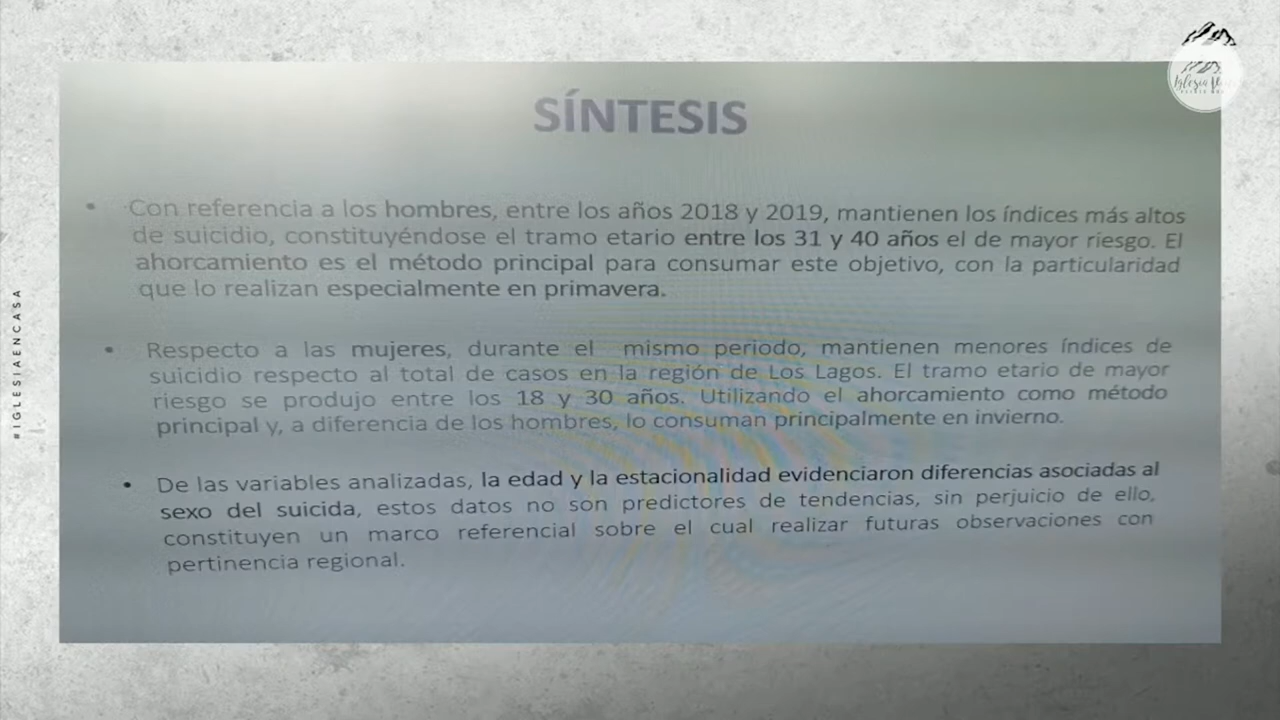 SÍNTESIS
• Con referencia a los hombres, entre los años 2018 y 2019, mantienen los índices más altos
de suicidio, constituyéndose el tramo etario entre los 31 y 40 años el de mayor riesgo. El
ahorcamiento es el método principal para consumar este objetivo, con la particularidad
que lo realizan especialmente en primavera.
• Respecto a las mujeres, durante el mismo periodo, mantienen menores índices de
suicidio respecto al total de casos en la región de Los Lagos. El tramo etario de mayor
riesgo se produjo entre los 18 y 30 años. Utilizando el ahorcamiento como método
principal y, a diferencia de los hombres, lo consuman principalmente en invierno.
• De las variables analizadas, la edad y la estacionalidad evidenciaron diferencias asociadas al
sexo del suicida, estos datos no son predictores de tendencias, sin perjuicio de ello,
constituyen un marco referencial sobre el cual realizar futuras observaciones con
pertinencia regional.
#IGLESIAENCASA
Iglesia